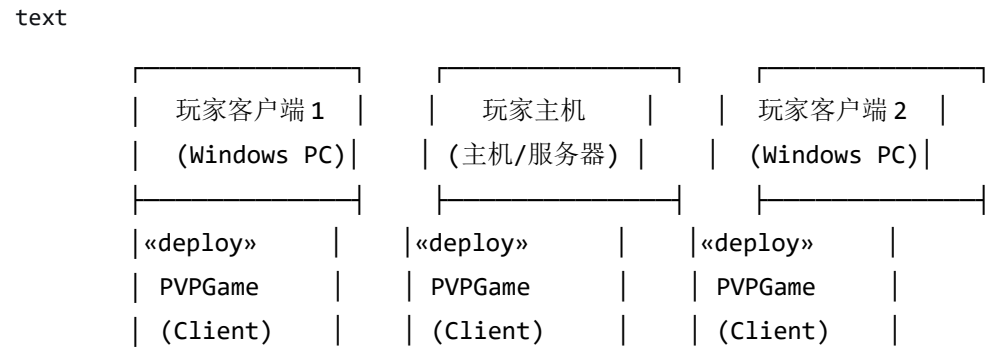 text
玩家客户端1 玩家主机 玩家客户端2
(Windows PC) (主机/服务器) (Windows PC)
«deploy» «deploy» «deploy»
PVPGame PVPGame PVPGame
(Client) (Client) (Client)